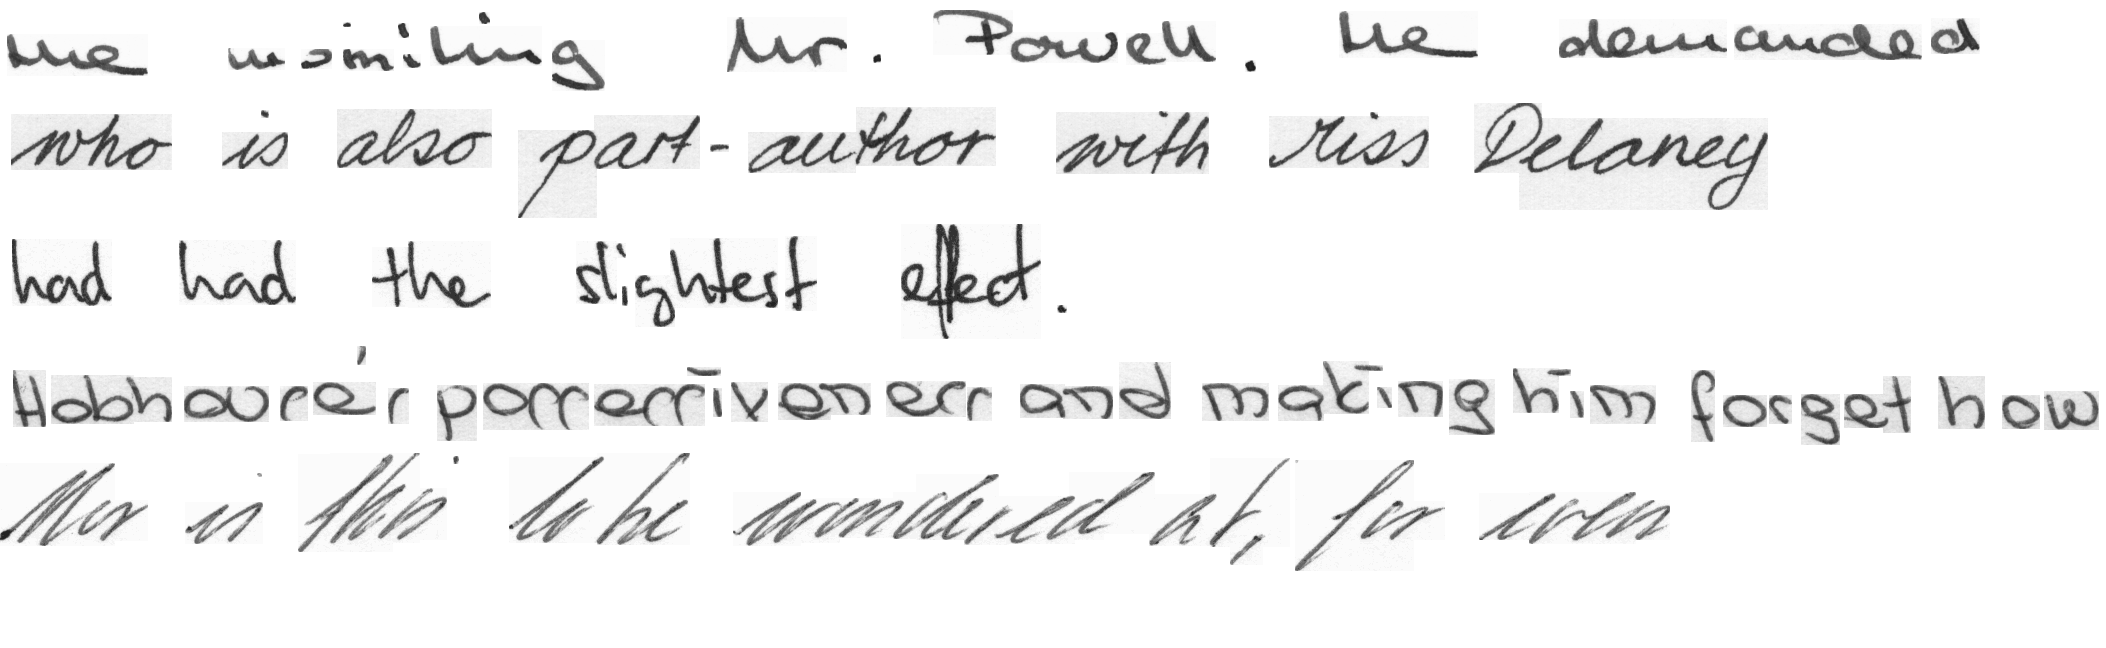 the unsmiling Mr. Powell. He demanded
who is also part-author with Miss Delaney
had had the slightest effect.
Hobhouse's possessiveness and making him forget how
Nor is this to be wondered at, for even